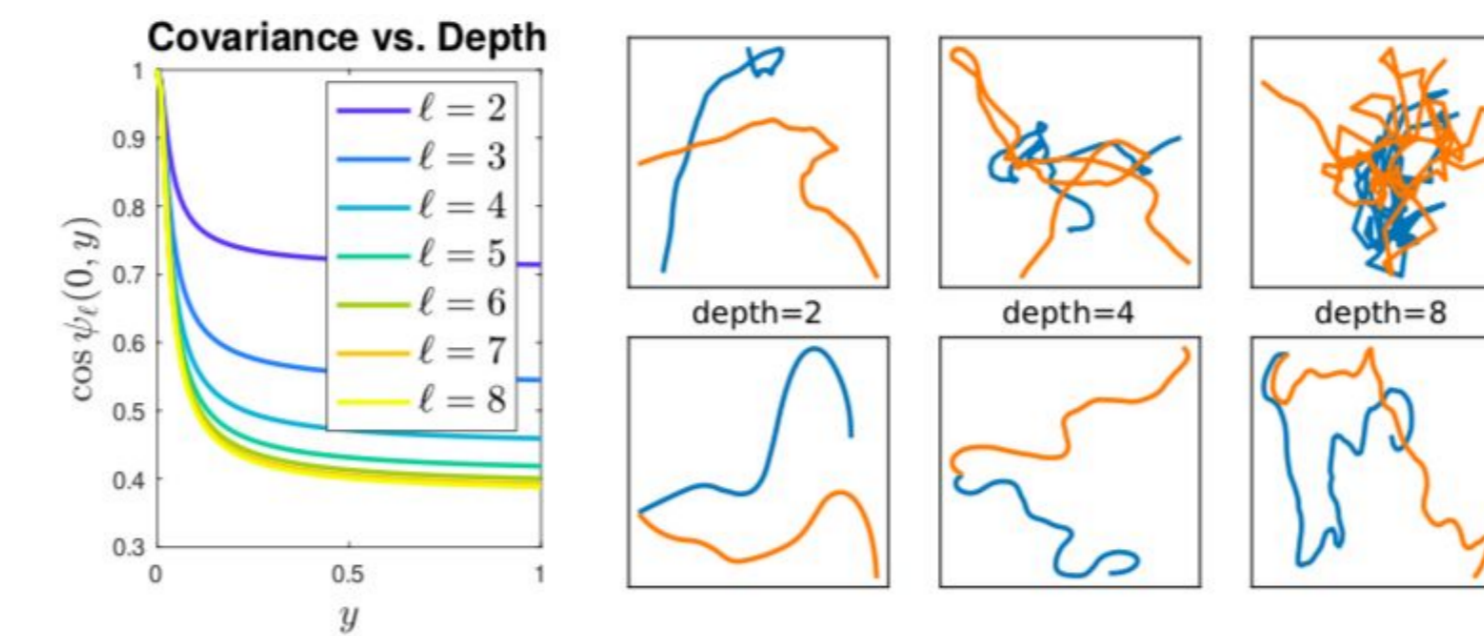 Covariance vs. Depth
1
0.9
0.8
0.7
0.6
0.5
0.4
0.3
0
0.5
1
cos ψℓ(0, y)
y
ℓ = 2
ℓ = 3
ℓ = 4
ℓ = 5
ℓ = 6
ℓ = 7
ℓ = 8
depth=2
depth=4
depth=8